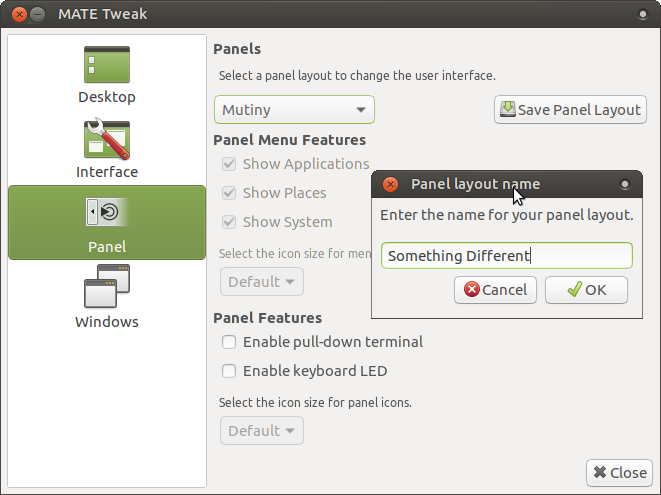 MATE Tweak
Desktop
Interface
Panel
Windows
Panels
Select a panel layout to change the user interface.
Mutiny
Save Panel Layout
Panel Menu Features
Show Applications
Show Places
Show System
Select the icon size for men
Default
Panel Features
Enable pull-down terminal
Enable keyboard LED
Select the icon size for panel icons.
Default
Close
Panel layout name
Enter the name for your panel layout.
Something Different
Cancel
OK